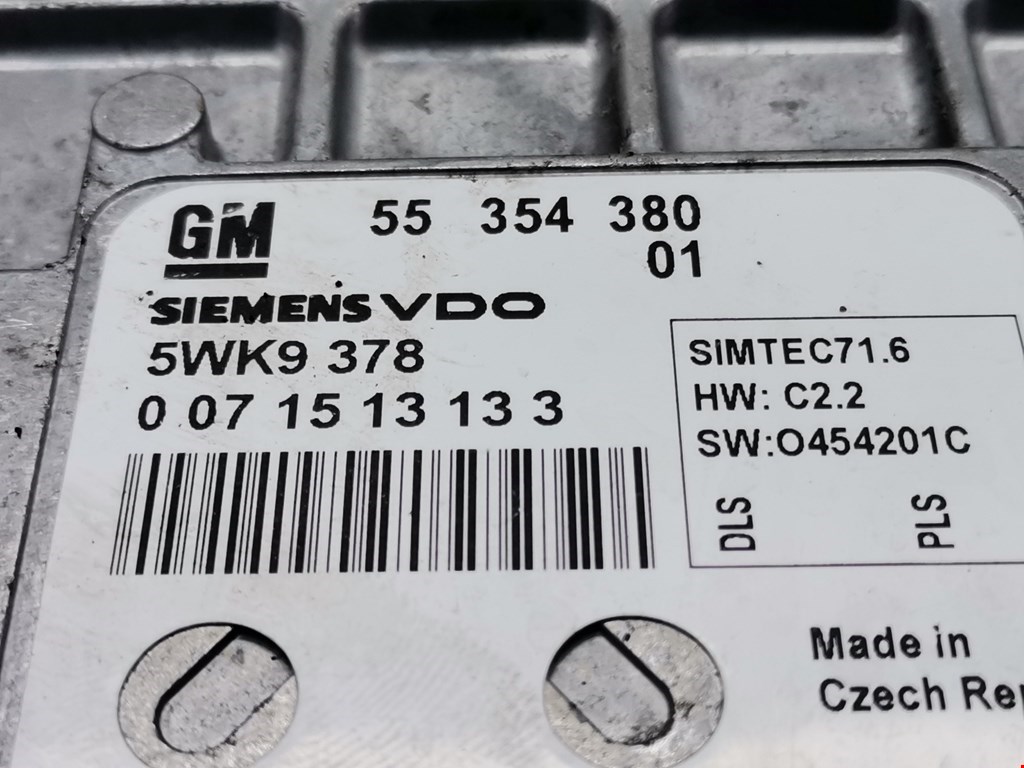 GM 55 354 380
01
SIEMENS VDO
5WK9 378
0 07 15 13 13 3
SIMTEC71.6
HW: C2.2
SW:O454201C
DLS PLS
Made in
Czech Rep